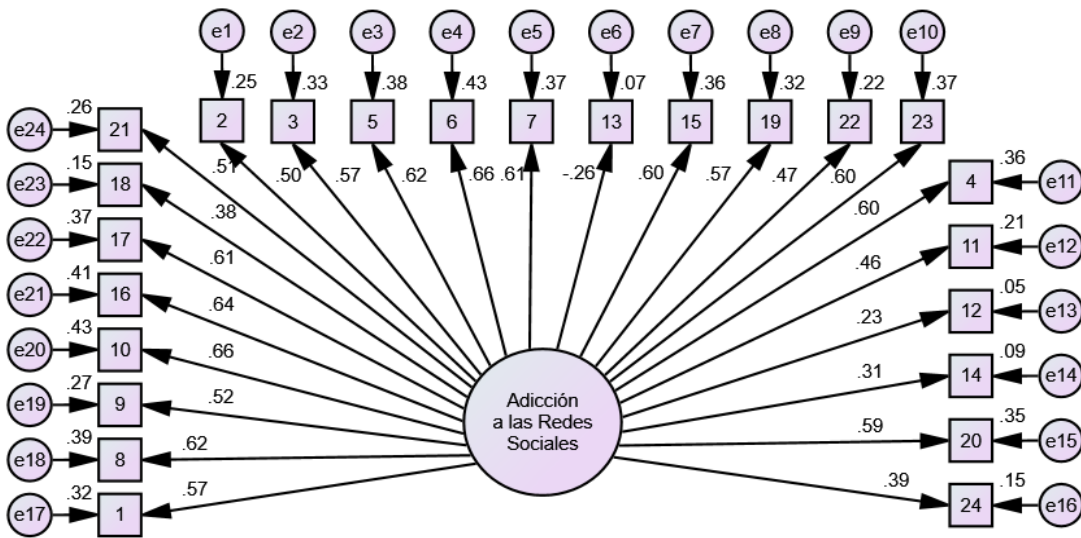 e1 e2 e3 e4 e5 e6 e7 e8 e9 e10
.25 .33 .38 .43 .37 .07 .36 .32 .22 .37
2 3 5 6 7 13 15 19 22 23
.51 .50 .57 .62 .66 .61 -.26 .60 .57 .47 .60
e24 .26 21
e23 .15 18 .38
e22 .37 17 .61
e21 .41 16 .64
e20 .43 10 .66
e19 .27 9 .52
e18 .39 8 .62
e17 .32 1 .57
Adicción
a las Redes
Sociales
.60 4 .36 e11
.46 11 .21 e12
.23 12 .05 e13
.31 14 .09 e14
.59 20 .35 e15
.39 24 .15 e16